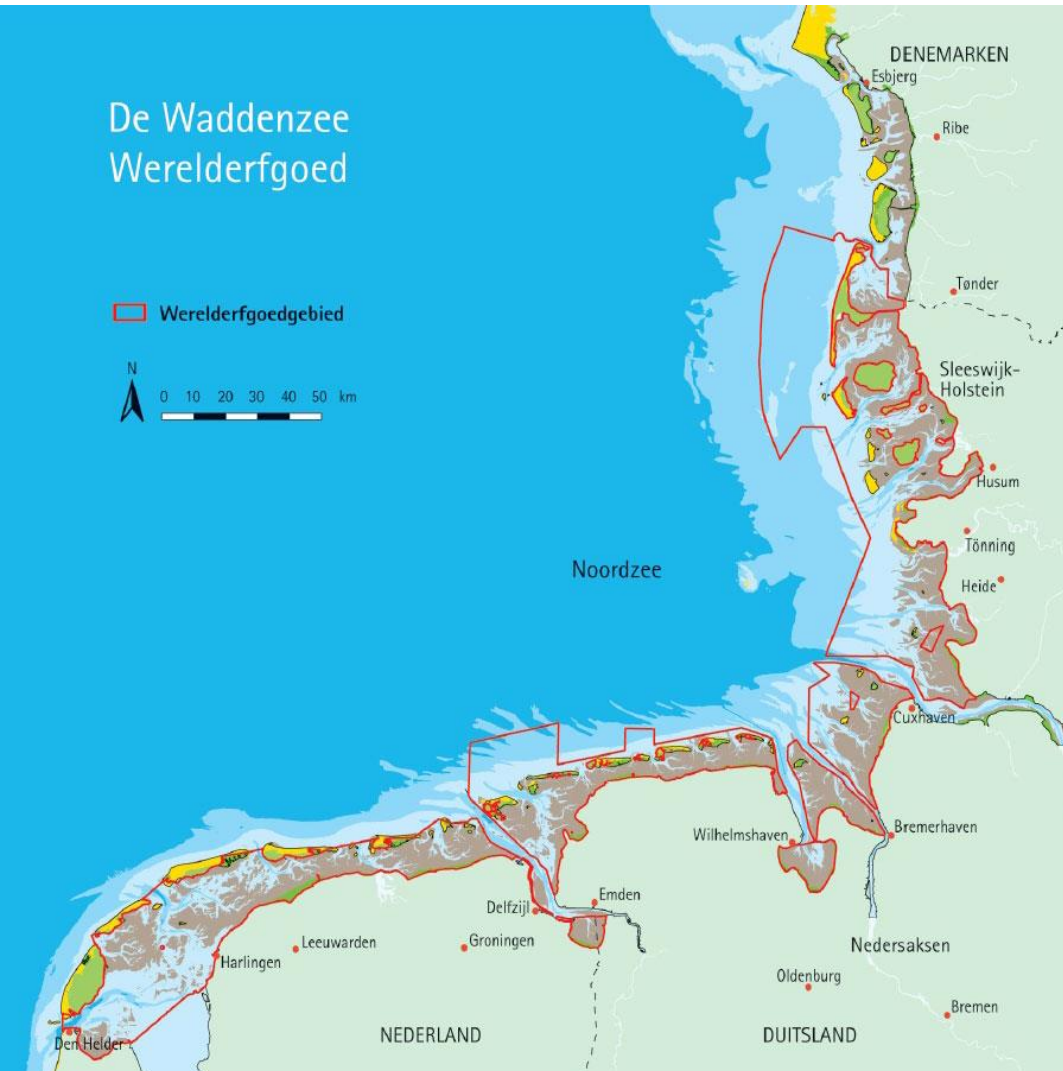 De Waddenzee
Werelderfgoed
Werelderfgoedgebied
N
0 10 20 30 40 50 km
DENEMARKEN
Esbjerg
Ribe
Tønder
Sleeswijk-
Holstein
Husum
Tönning
Heide
Noordzee
Cuxhaven
Wilhelmshaven
Bremerhaven
Emden
Delfzijl
Groningen
Leeuwarden
Harlingen
Nedersaksen
Oldenburg
Bremen
Den Helder
NEDERLAND
DUITSLAND